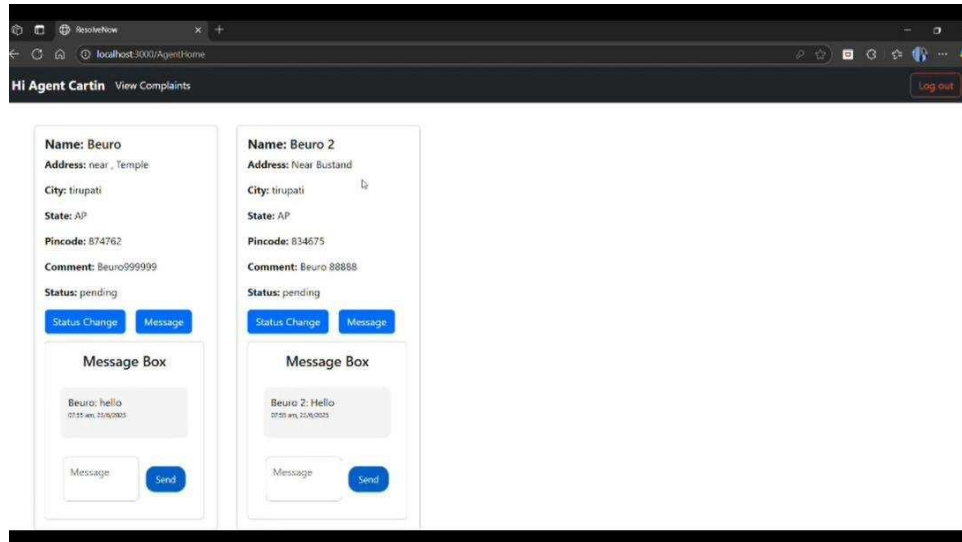 ResolveNow
localhost:3000/AgentHome
Hi Agent Cartin View Complaints Log out
Name: Beuro
Address: near , Temple
City: tirupati
State: AP
Pincode: 874762
Comment: Beuro999999
Status: pending
Status Change Message
Message Box
Beuro: hello
07:55 am, 23/6/2025
Message Send
Name: Beuro 2
Address: Near Bustand
City: tirupati
State: AP
Pincode: 834675
Comment: Beuro 88888
Status: pending
Status Change Message
Message Box
Beuro 2: Hello
07:55 am, 23/6/2025
Message Send